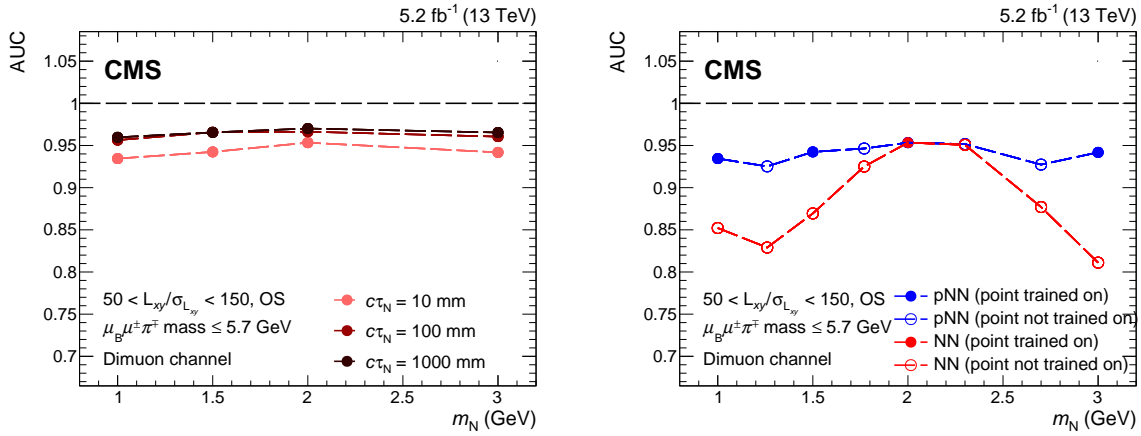 5.2 fb⁻¹ (13 TeV)
AUC
CMS
1.05
1
0.95
0.9
0.85
0.8
0.75
0.7
50 < L_xy/σ_L_xy < 150, OS
μ_B μ^± π^∓ mass ≤ 5.7 GeV
Dimuon channel
cτ_N = 10 mm
cτ_N = 100 mm
cτ_N = 1000 mm
1 1.5 2 2.5 3
m_N (GeV)
5.2 fb⁻¹ (13 TeV)
AUC
CMS
1.05
1
0.95
0.9
0.85
0.8
0.75
0.7
50 < L_xy/σ_L_xy < 150, OS
μ_B μ^± π^∓ mass ≤ 5.7 GeV
Dimuon channel
pNN (point trained on)
pNN (point not trained on)
NN (point trained on)
NN (point not trained on)
1 1.5 2 2.5 3
m_N (GeV)